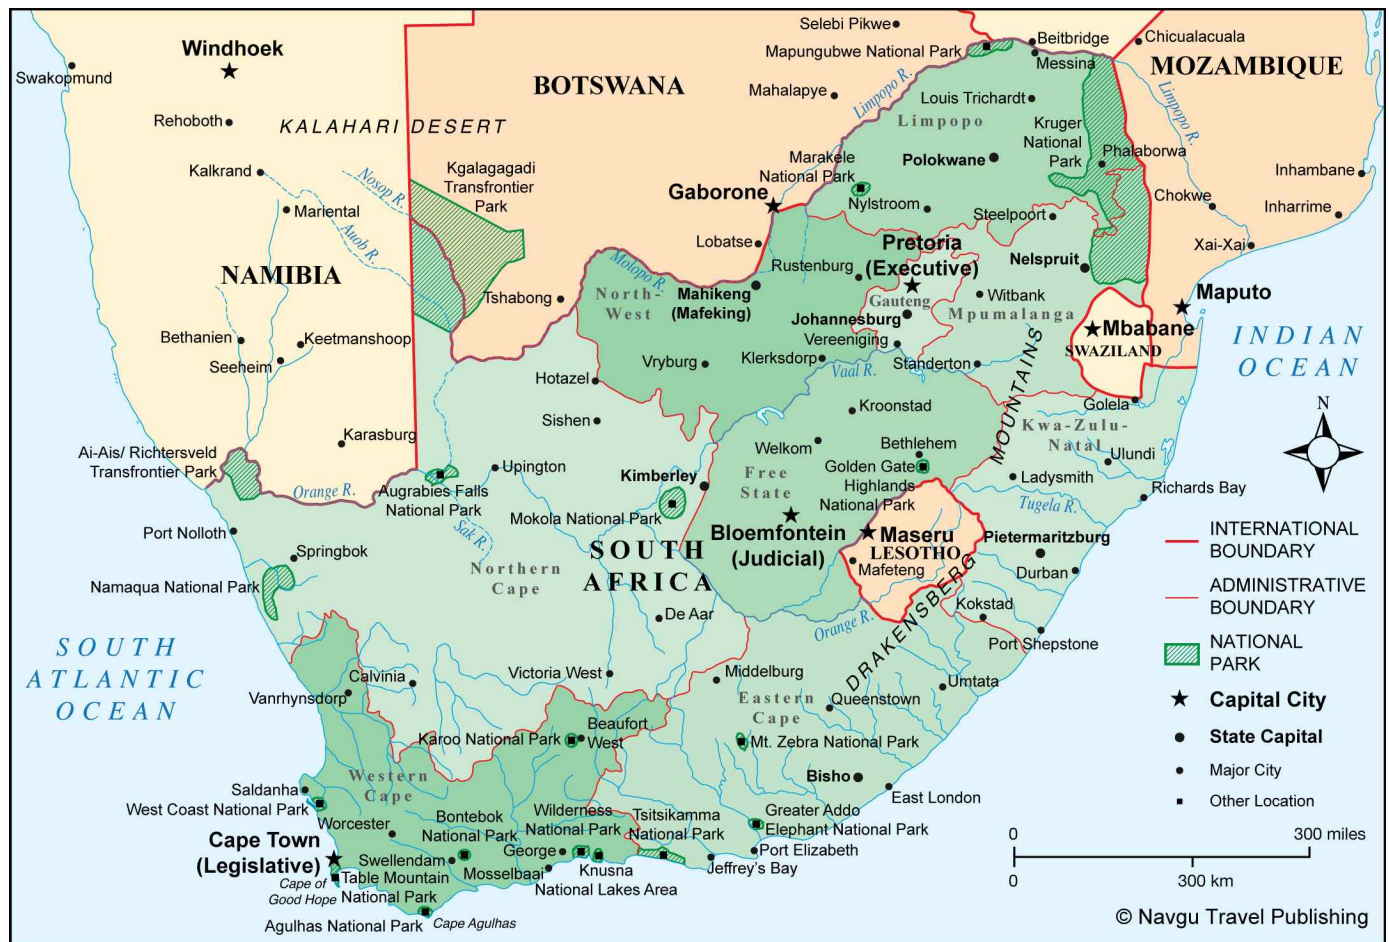 Selebi Pikwe
Windhoek
Beitbridge
Chicualacuala
Mapungubwe National Park
Messina
Swakopmund
BOTSWANA
MOZAMBIQUE
Mahalapye
Limpopo R.
Louis Trichardt
Limpopo R.
Rehoboth
KALAHARI DESERT
Limpopo
Kruger
National
Park
Kgalagagadi
Transfrontier
Park
Marakele
National Park
Polokwane
Phalaborwa
Kalkrand
Nosop R.
Inhambane
Gaborone
Chokwe
Mariental
Nylstroom
Steelpoort
Inharrime
Auob R.
Lobatse
Pretoria
(Executive)
Xai-Xai
Molopo R.
Rustenburg
Nelspruit
NAMIBIA
Tshabong
North-
West
Mahikeng
(Mafeking)
Gauteng
Witbank
Mpumalanga
Maputo
Johannesburg
Mbabane
SWAZILAND
Bethanien
Keetmanshoop
Vereeniging
INDIAN
OCEAN
Seeheim
Vryburg
Klerksdorp
Vaal R.
Standerton
MOUNTAINS
Hotazel
Golela
N
Sishen
Kroonstad
Kwa-Zulu-
Natal
Karasburg
Welkom
Bethlehem
Ulundi
Ai-Ais/ Richtersveld
Transfrontier Park
Upington
Kimberley
Free
State
Golden Gate
Highlands
National Park
Ladysmith
Orange R.
Augrabies Falls
National Park
Richards Bay
Mokola National Park
Tugela R.
Port Nolloth
Sak R.
Bloemfontein
(Judicial)
Maseru
LESOTHO
Pietermaritzburg
INTERNATIONAL
BOUNDARY
Springbok
SOUTH
AFRICA
Mafeteng
Durban
Northern
Cape
Namaqua National Park
DRAKENSBERG
ADMINISTRATIVE
BOUNDARY
De Aar
Orange R.
Kokstad
Port Shepstone
SOUTH
ATLANTIC
OCEAN
NATIONAL
PARK
Calvinia
Victoria West
Middelburg
Umtata
Vanrhynsdorp
Eastern
Cape
Queenstown
Capital City
Karoo National Park
Beaufort
West
Mt. Zebra National Park
State Capital
Western
Cape
Bisho
Major City
Saldanha
East London
West Coast National Park
Other Location
Worcester
Bontebok
National Park
Wilderness
National Park
Tsitsikamma
National Park
Greater Addo
Elephant National Park
Cape Town
(Legislative)
0
300 miles
Swellendam
George
Port Elizabeth
Table Mountain
National Park
Mosselbaai
Knusna
National Lakes Area
Jeffrey's Bay
Cape of
Good Hope
0
300 km
Agulhas National Park
Cape Agulhas
© Navgu Travel Publishing